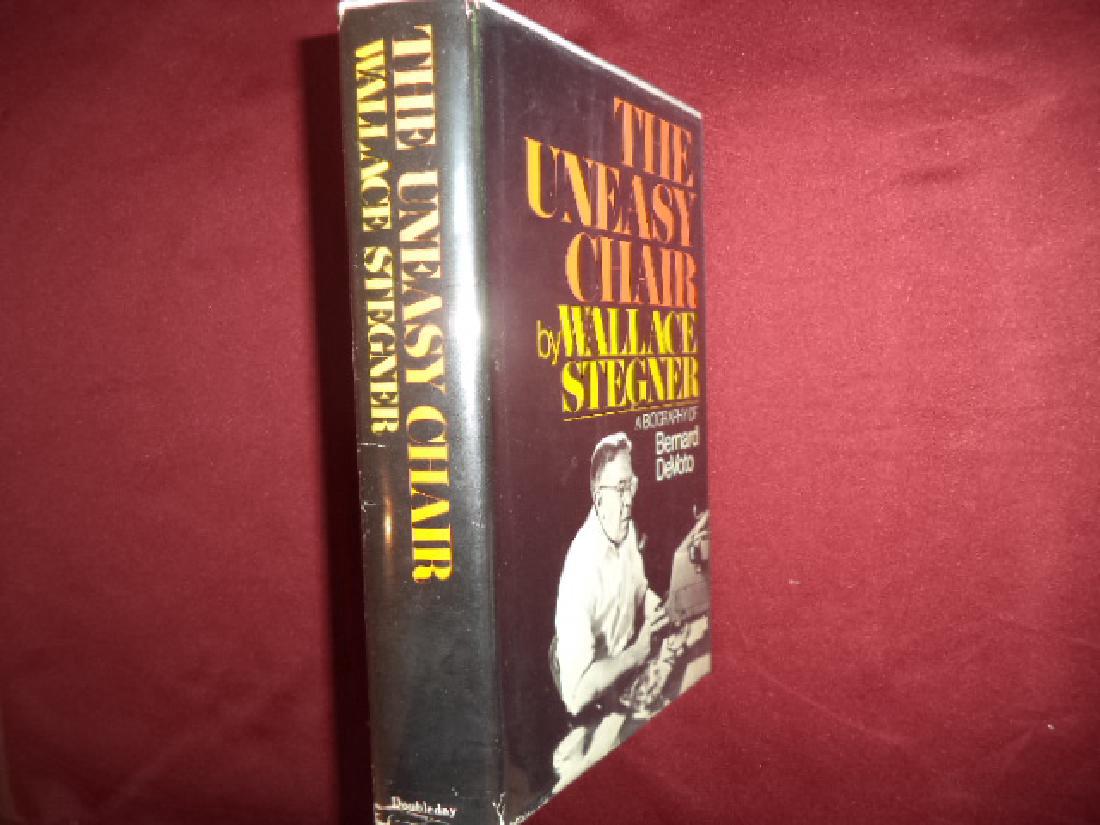 THE UNEASY CHAIR
WALLACE STEGNER
Doubleday
THE
UNEASY
CHAIR
by WALLACE
STEGNER
A BIOGRAPHY OF
Bernard
DeVoto